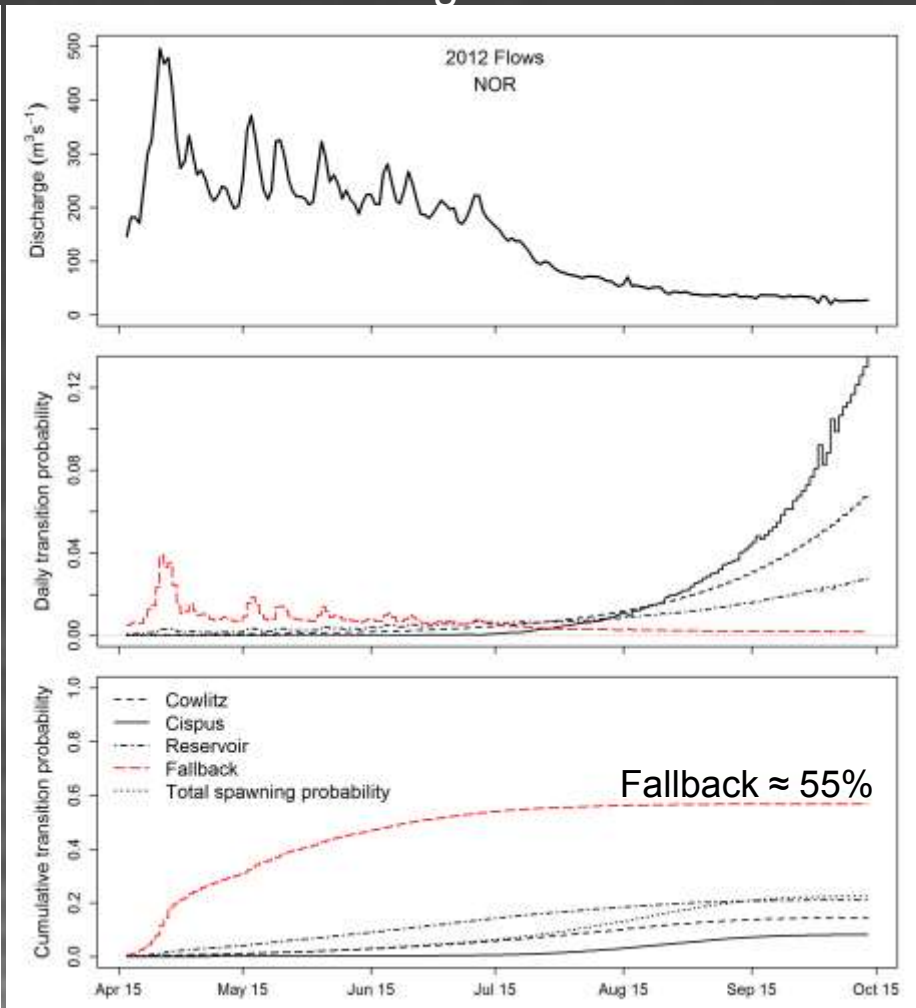 2012 Flows
NOR
Discharge (m³s⁻¹)
500
400
300
200
100
0
Daily transition probability
0.12
0.08
0.04
0.00
Cumulative transition probability
1.0
0.8
0.6
0.4
0.2
0.0
Cowlitz
Cispus
Reservoir
Fallback
Total spawning probability
Fallback ≈ 55%
Apr 15 May 15 Jun 15 Jul 15 Aug 15 Sep 15 Oct 15